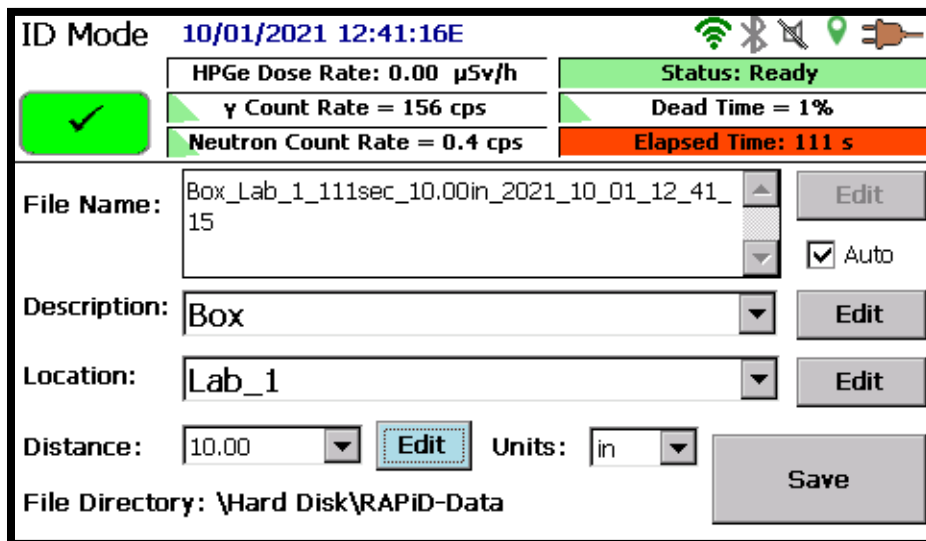 ID Mode 10/01/2021 12:41:16E
HPGe Dose Rate: 0.00 µSv/h Status: Ready
γ Count Rate = 156 cps Dead Time = 1%
Neutron Count Rate = 0.4 cps Elapsed Time: 111 s
File Name: Box_Lab_1_111sec_10.00in_2021_10_01_12_41_ Edit
15
Auto
Description: Box Edit
Location: Lab_1 Edit
Distance: 10.00 Edit Units: in
Save
File Directory: \Hard Disk\RAPiD-Data